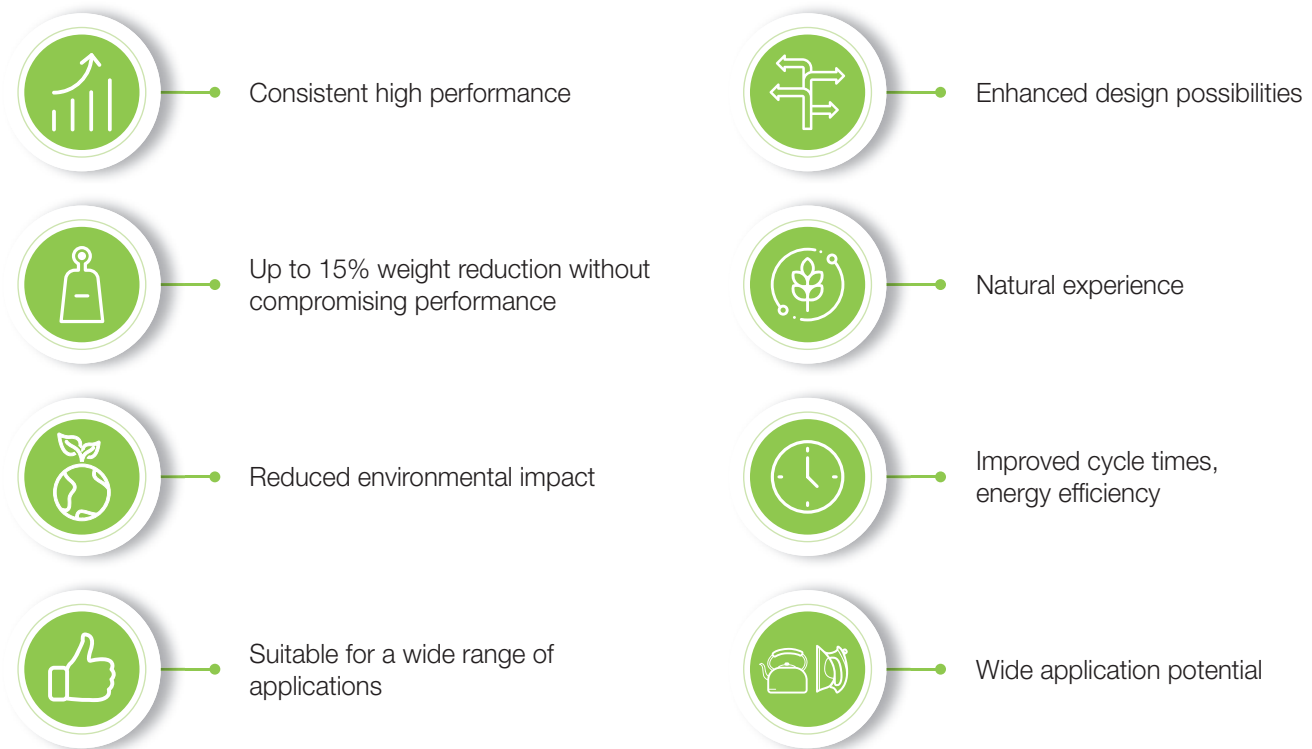 Consistent high performance
Enhanced design possibilities
Up to 15% weight reduction without
compromising performance
Natural experience
Reduced environmental impact
Improved cycle times,
energy efficiency
Suitable for a wide range of
applications
Wide application potential